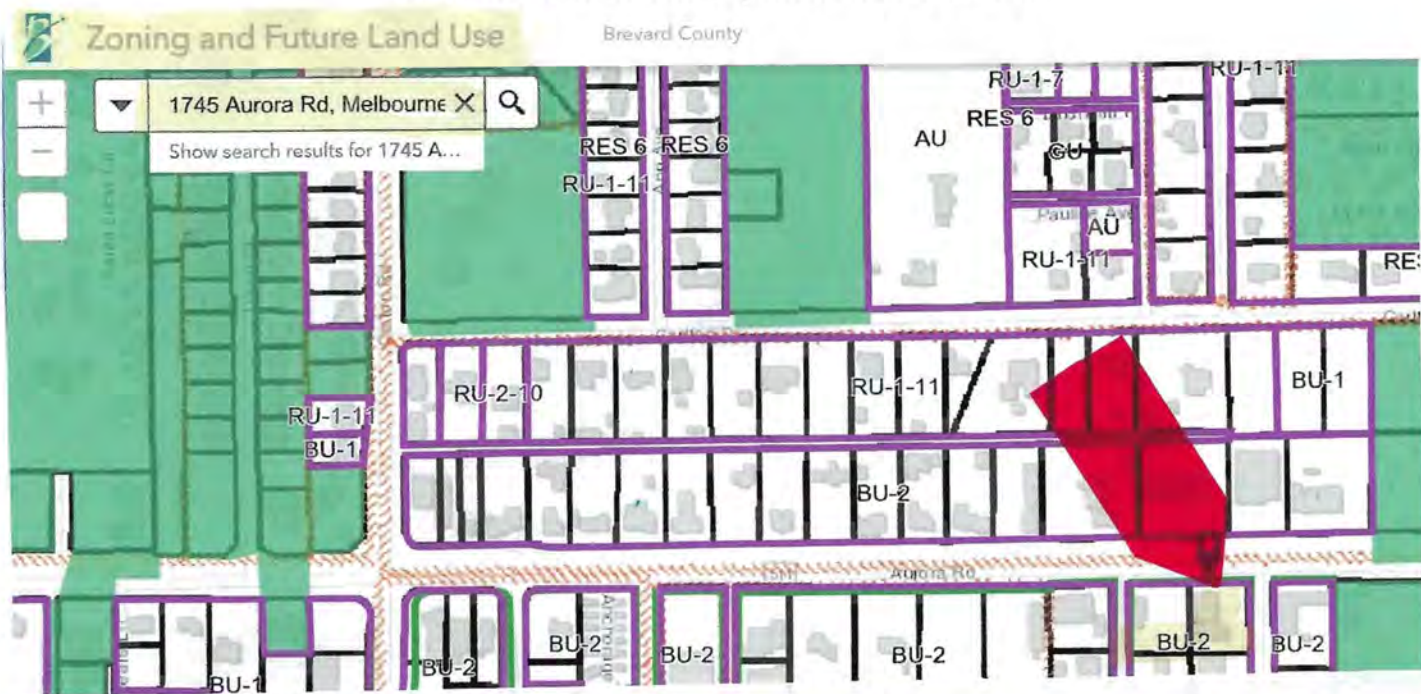 Zoning and Future Land Use
Brevard County
1745 Aurora Rd, Melbourne
Show search results for 1745 A...
RU-1-7
RU-1-11
RES 6
RES 6
RES 6
AU
GU
RU-1-11
Pauline Ave
AU
RU-1-11
RES
RU-2-10
RU-1-11
BU-1
RU-1-11
BU-1
BU-2
Aurora Rd
BU-2
BU-2
BU-2
BU-2
BU-2
BU-2
BU-1